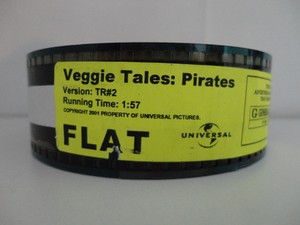 Veggie Tales: Pirates
Version: TR#2
Running Time: 1:57
COPYRIGHT 2001 PROPERTY OF UNIVERSAL PICTURES.
FLAT
UNIVERSAL
G